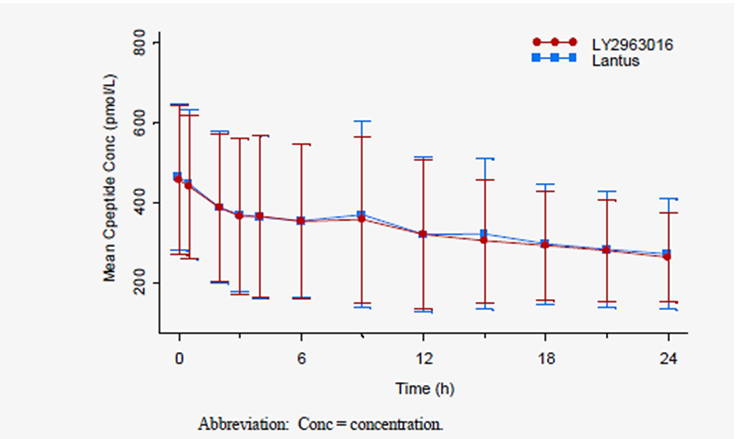 800
600
400
200
Mean Cpeptide Conc (pmol/L)
LY2963016
Lantus
0 6 12 18 24
Time (h)
Abbreviation: Conc = concentration.